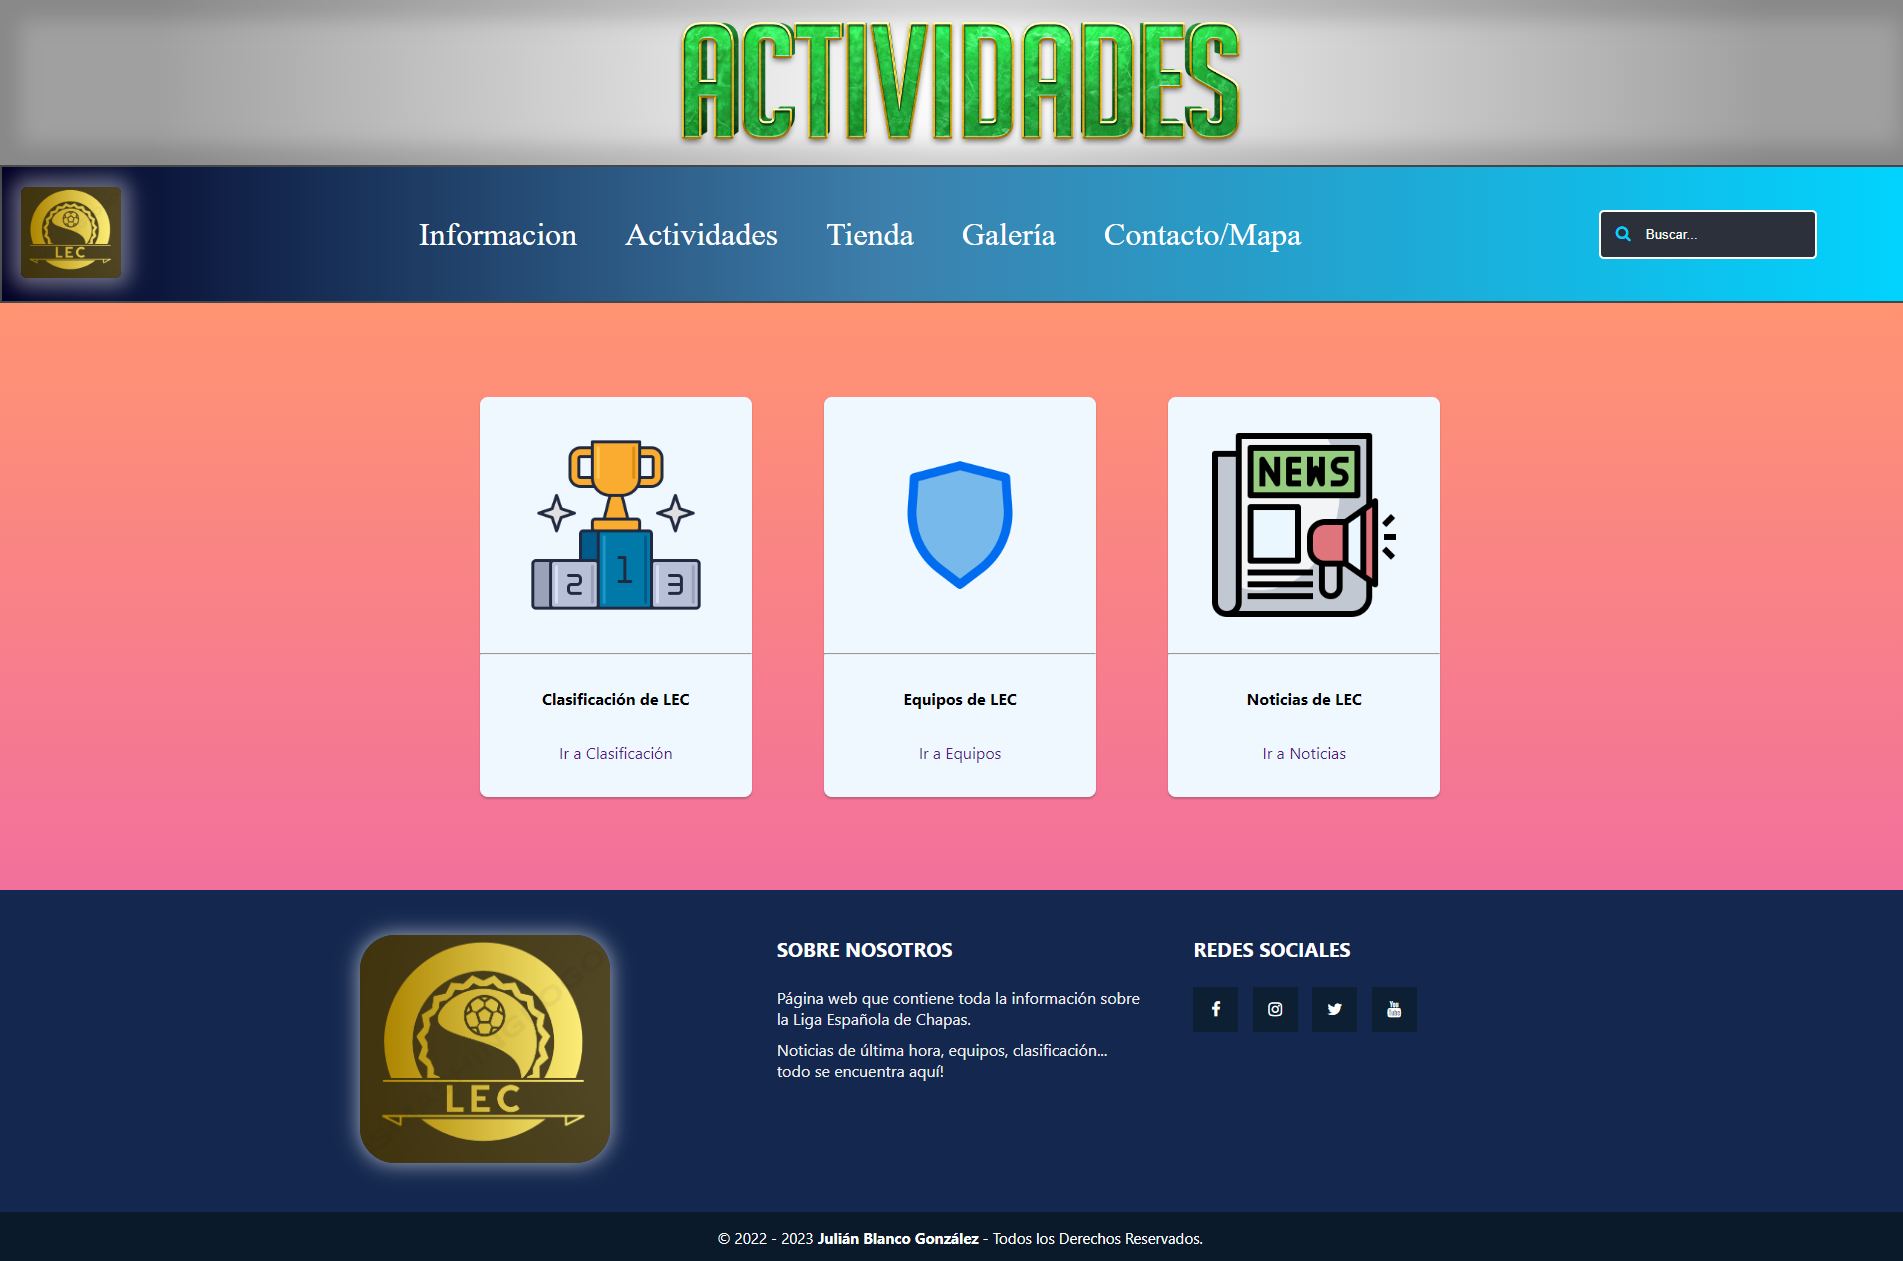 ACTIVIDADES
LEC
Informacion
Actividades
Tienda
Galería
Contacto/Mapa
Buscar...
2 1 3
NEWS
Clasificación de LEC
Ir a Clasificación
Equipos de LEC
Ir a Equipos
Noticias de LEC
Ir a Noticias
LEC
SOBRE NOSOTROS
Página web que contiene toda la información sobre
la Liga Española de Chapas.
Noticias de última hora, equipos, clasificación...
todo se encuentra aquí!
REDES SOCIALES
You
Tube
© 2022 - 2023 Julián Blanco González - Todos los Derechos Reservados.